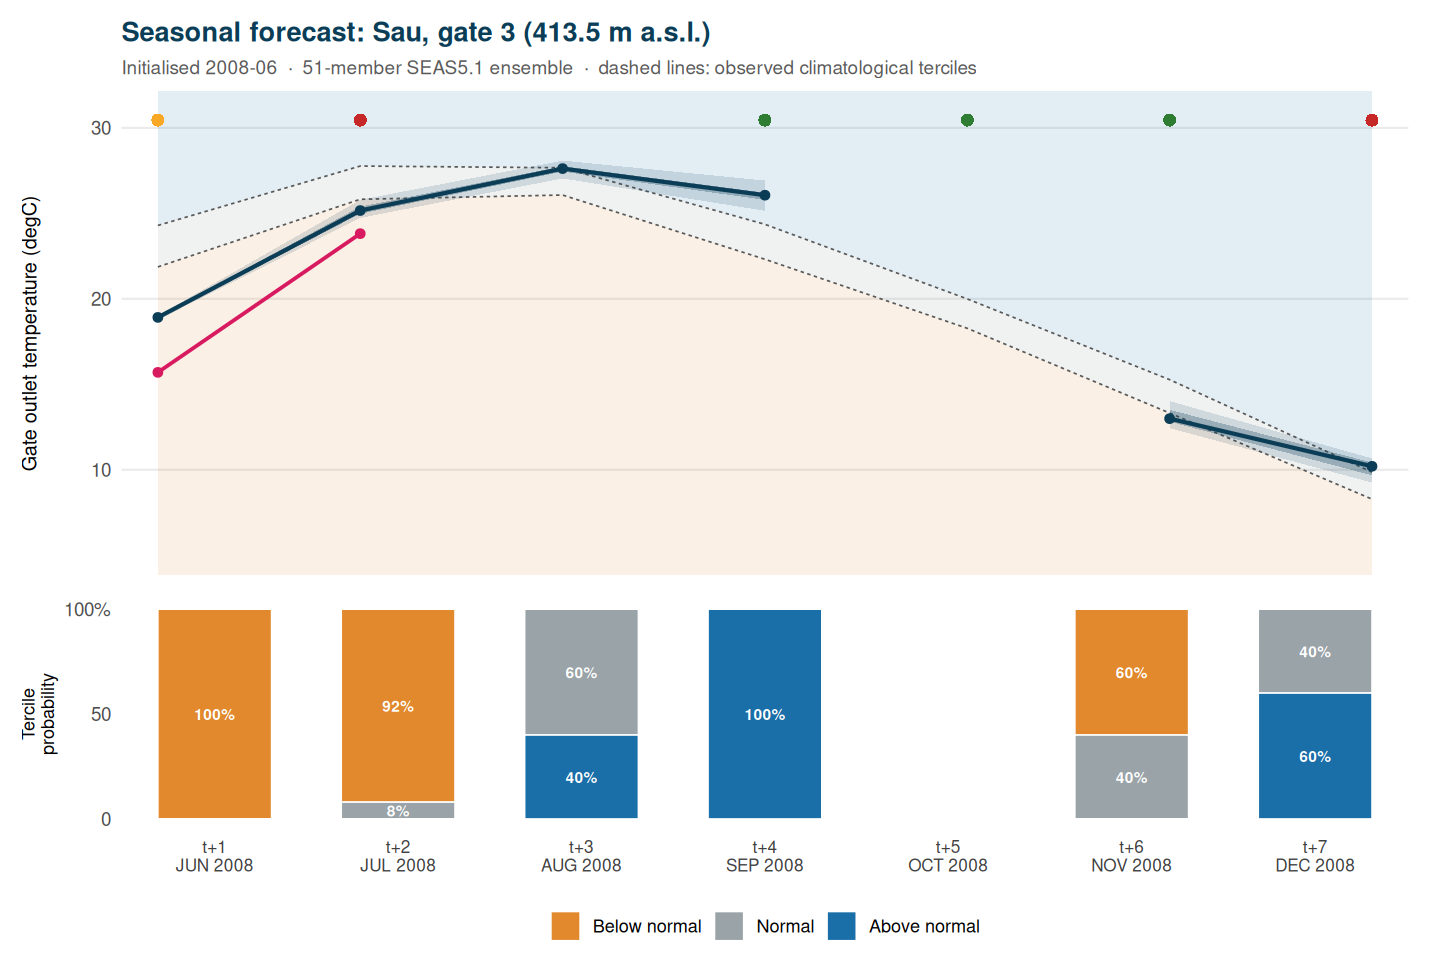 Seasonal forecast: Sau, gate 3 (413.5 m a.s.l.)
Initialised 2008-06 · 51-member SEAS5.1 ensemble · dashed lines: observed climatological terciles
Gate outlet temperature (degC)
30
20
10
Tercile
probability
100%
50
0
100%
92%
8%
60%
40%
100%
60%
40%
40%
60%
t+1
JUN 2008
t+2
JUL 2008
t+3
AUG 2008
t+4
SEP 2008
t+5
OCT 2008
t+6
NOV 2008
t+7
DEC 2008
Below normal
Normal
Above normal